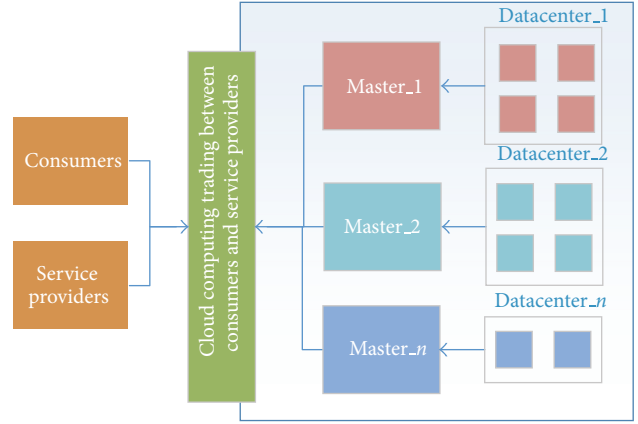 Consumers
Service
providers
Cloud computing trading between
consumers and service providers
Master_1
Master_2
Master_n
Datacenter_1
Datacenter_2
Datacenter_n